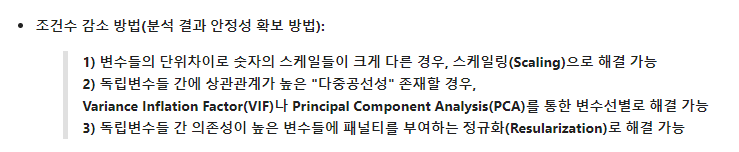 조건수 감소 방법(분석 결과 안정성 확보 방법):
1) 변수들의 단위차이로 숫자의 스케일들이 크게 다른 경우, 스케일링(Scaling)으로 해결 가능
2) 독립변수들 간에 상관관계가 높은 "다중공선성" 존재할 경우,
Variance Inflation Factor(VIF)나 Principal Component Analysis(PCA)를 통한 변수선별로 해결 가능
3) 독립변수들 간 의존성이 높은 변수들에 패널티를 부여하는 정규화(Resularization)로 해결 가능